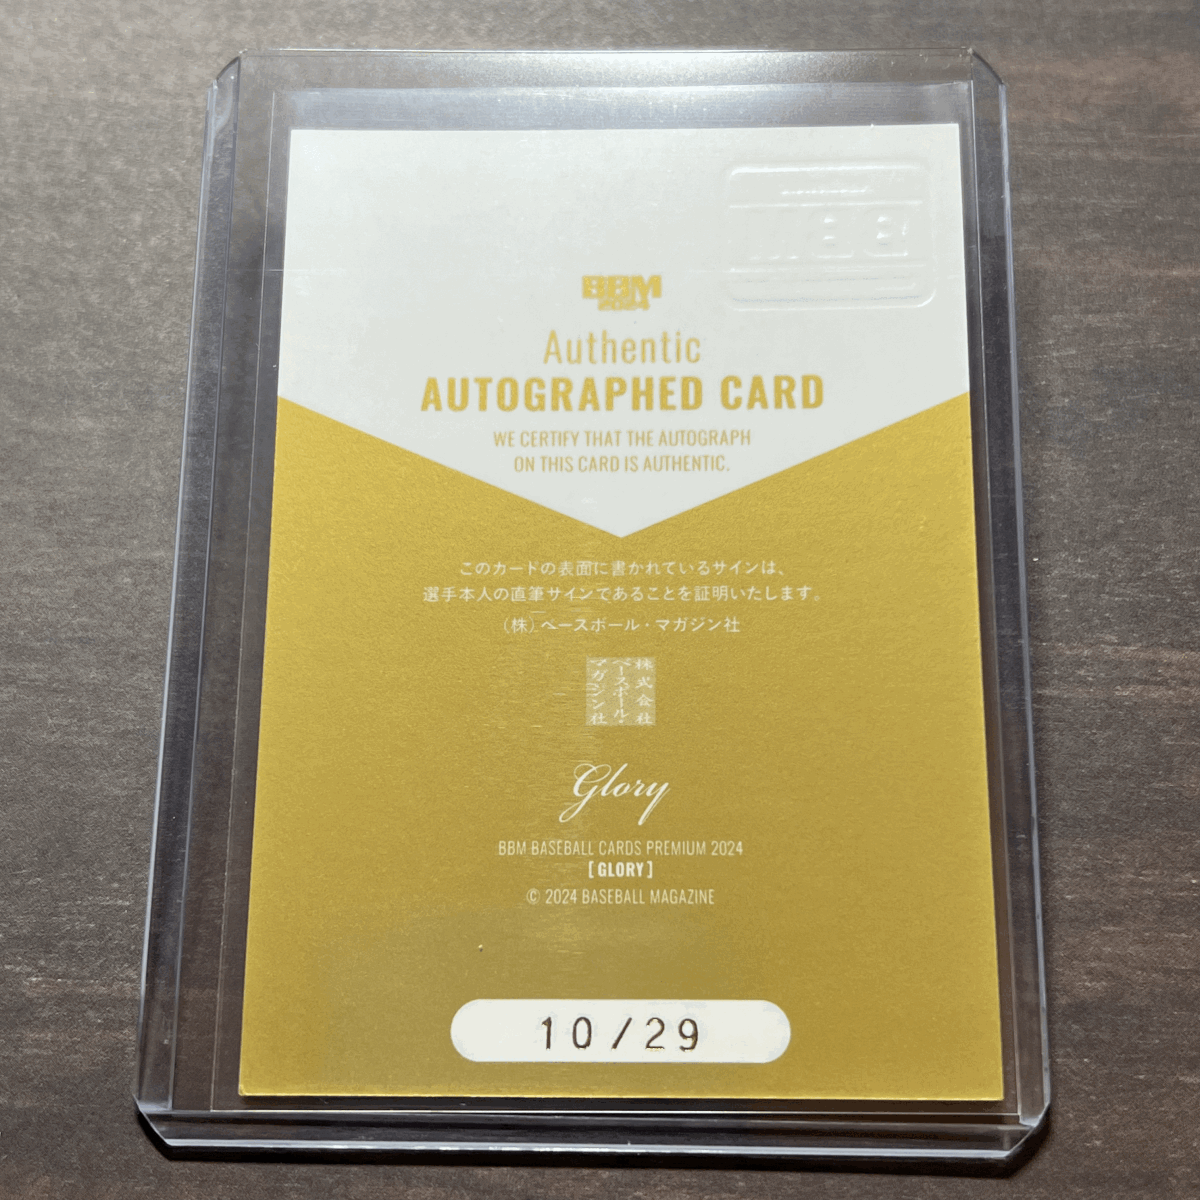 BBM
BBM
2024
Authentic
AUTOGRAPHED CARD
WE CERTIFY THAT THE AUTOGRAPH
ON THIS CARD IS AUTHENTIC.
このカードの表面に書かれているサインは、
選手本人の直筆サインであることを証明いたします。
(株)ベースボール・マガジン社
株式会社
ベースボール・
マガジン社
Glory
BBM BASEBALL CARDS PREMIUM 2024
[GLORY]
© 2024 BASEBALL MAGAZINE
10/29